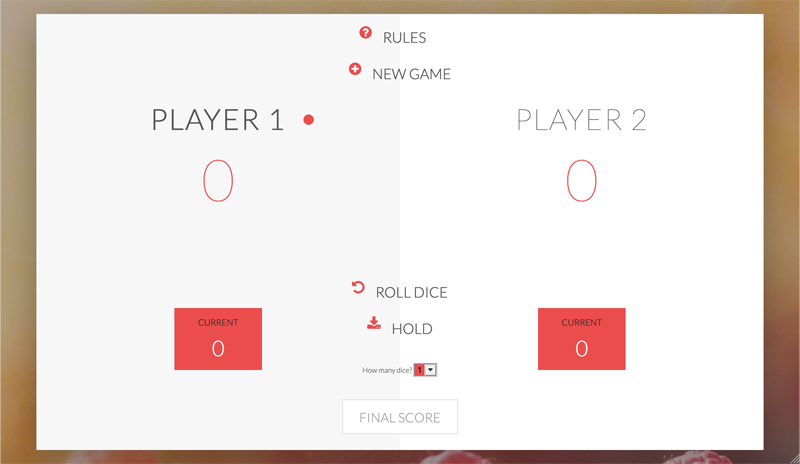 RULES
NEW GAME
PLAYER 1
PLAYER 2
0
0
ROLL DICE
HOLD
CURRENT
0
CURRENT
0
How many dice? 1
FINAL SCORE